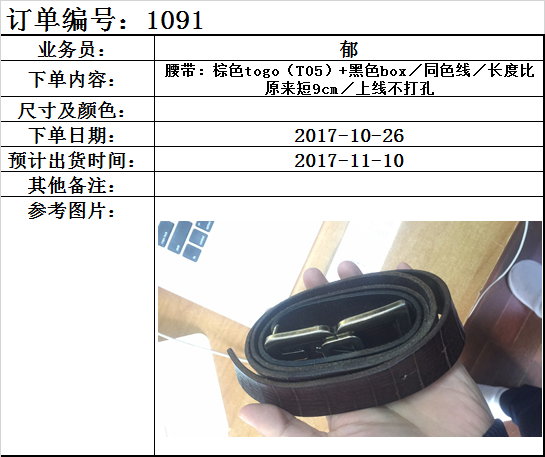 订单编号：1091
业务员： 郁
下单内容： 腰带：棕色togo（T05）+黑色box／同色线／长度比
原来短9cm／上线不打孔
尺寸及颜色：
下单日期： 2017-10-26
预计出货时间： 2017-11-10
其他备注：
参考图片：